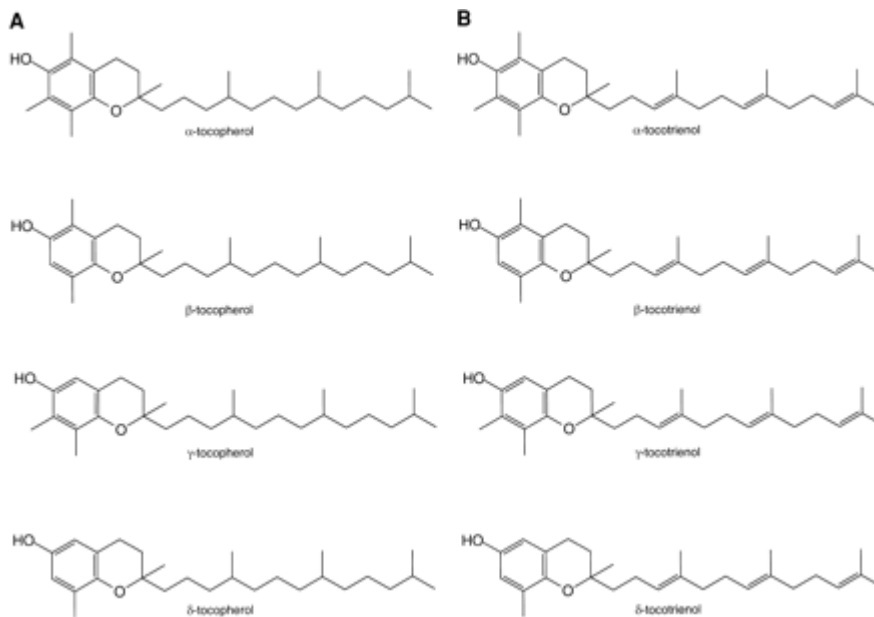 A
B
HO
O
α-tocopherol
HO
O
α-tocotrienol
HO
O
β-tocopherol
HO
O
β-tocotrienol
HO
O
γ-tocopherol
HO
O
γ-tocotrienol
HO
O
δ-tocopherol
HO
O
δ-tocotrienol